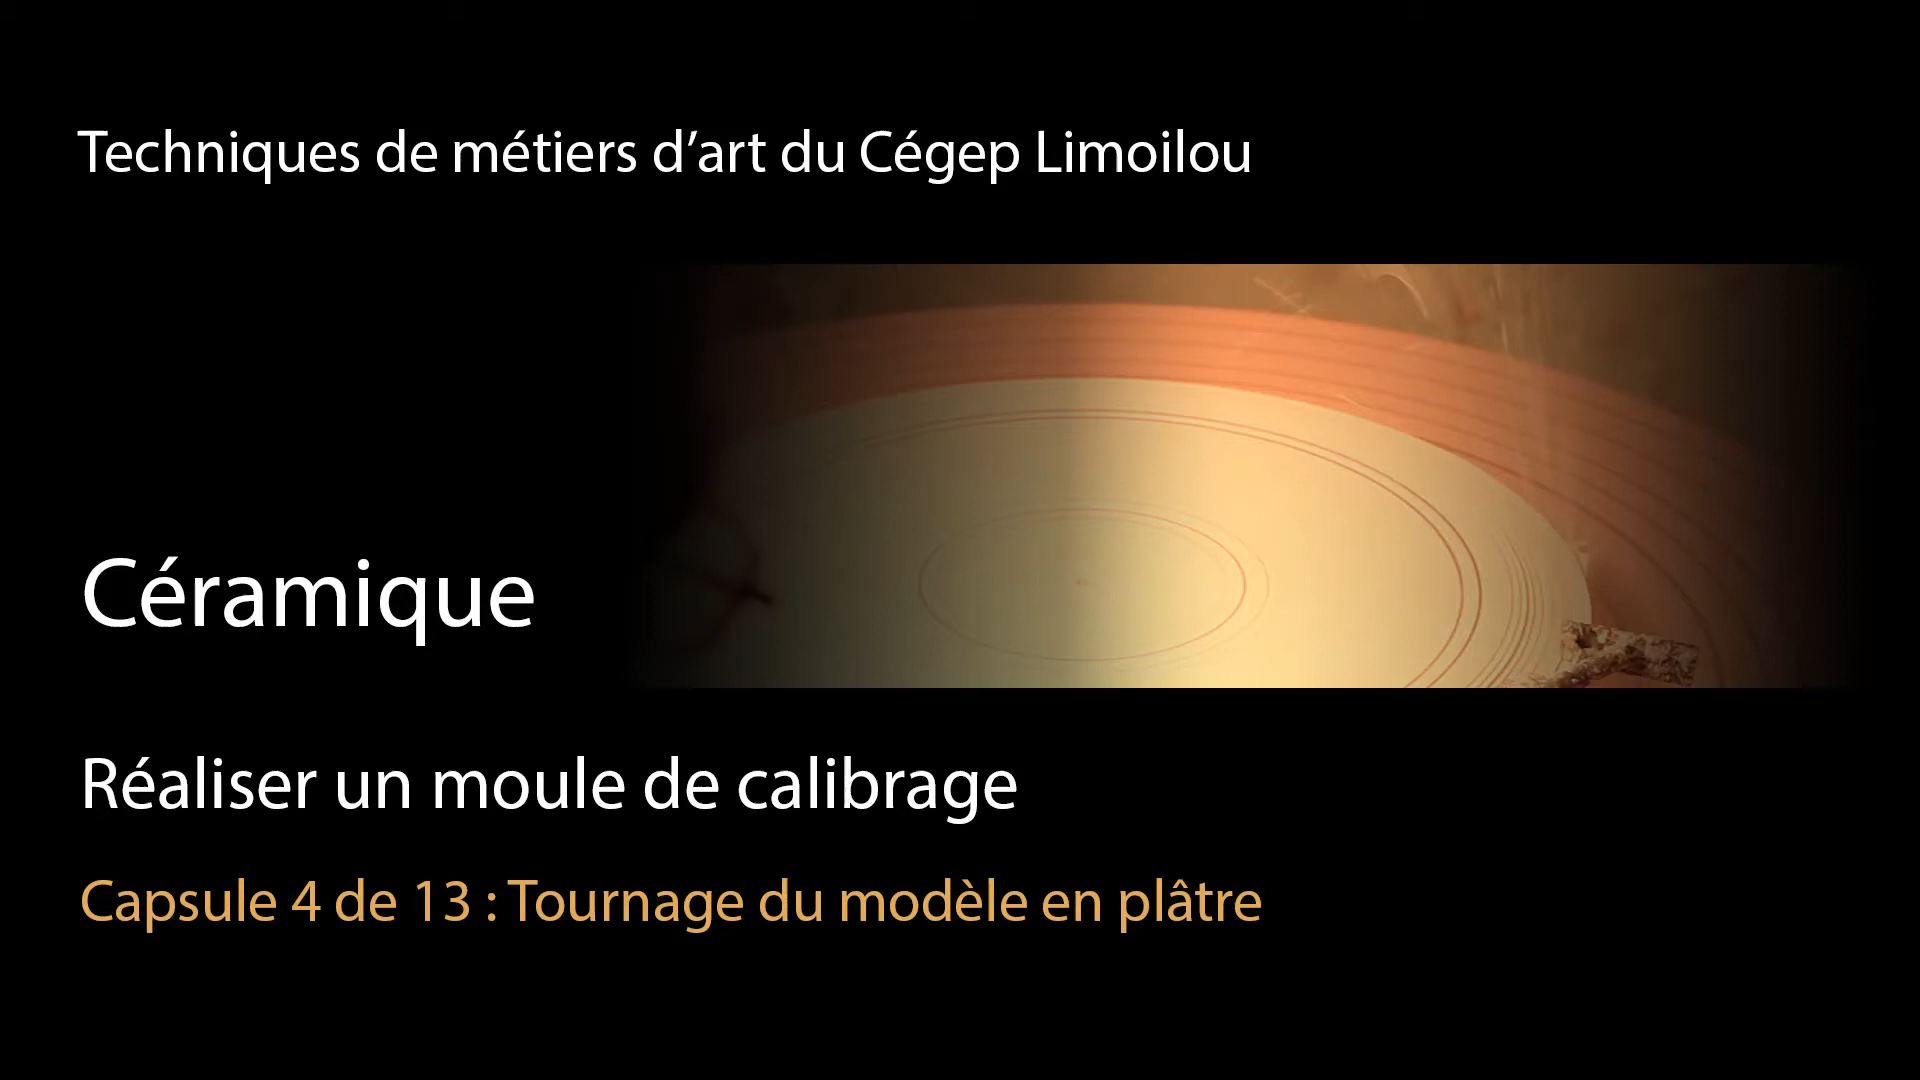 Techniques de métiers d’art du Cégep Limoilou
Céramique
Réaliser un moule de calibrage
Capsule 4 de 13 : Tournage du modèle en plâtre